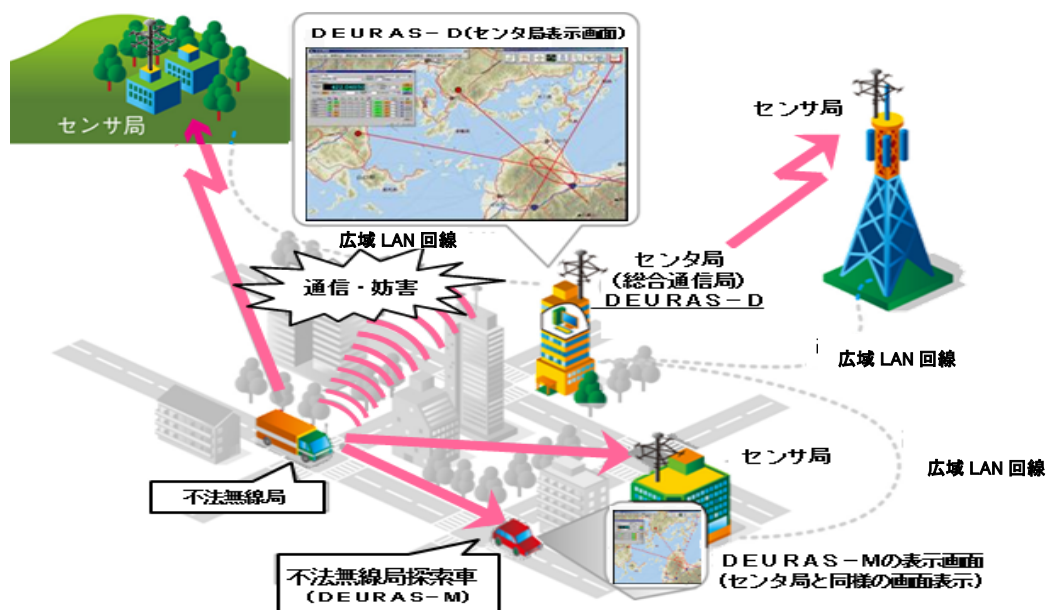 DEURAS-D(センタ局表示画面)
センサ局
センサ局
広域 LAN 回線
センタ局
(総合通信局)
DEURAS-D
通信・妨害
広域 LAN 回線
センサ局
広域 LAN 回線
不法無線局
不法無線局探索車
(DEURAS-M)
DEURAS-Mの表示画面
(センタ局と同様の画面表示)